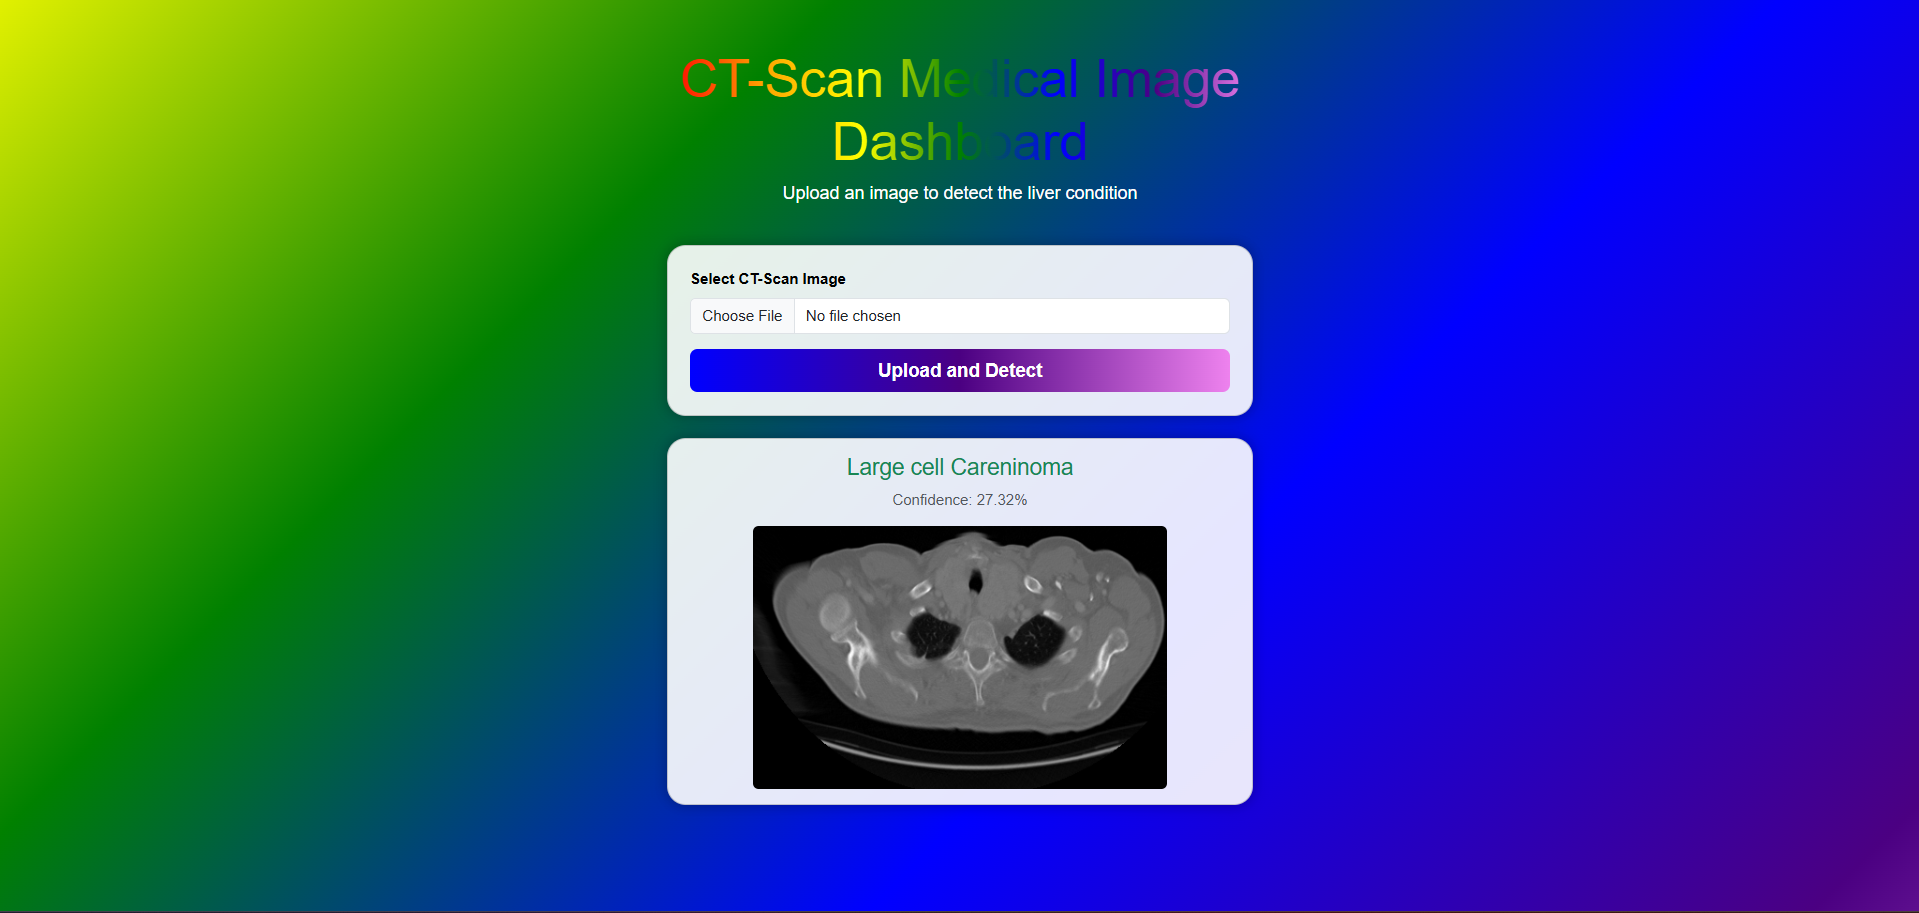 CT-Scan Medical Image
Dashboard
Upload an image to detect the liver condition
Select CT-Scan Image
Choose File No file chosen
Upload and Detect
Large cell Careninoma
Confidence: 27.32%